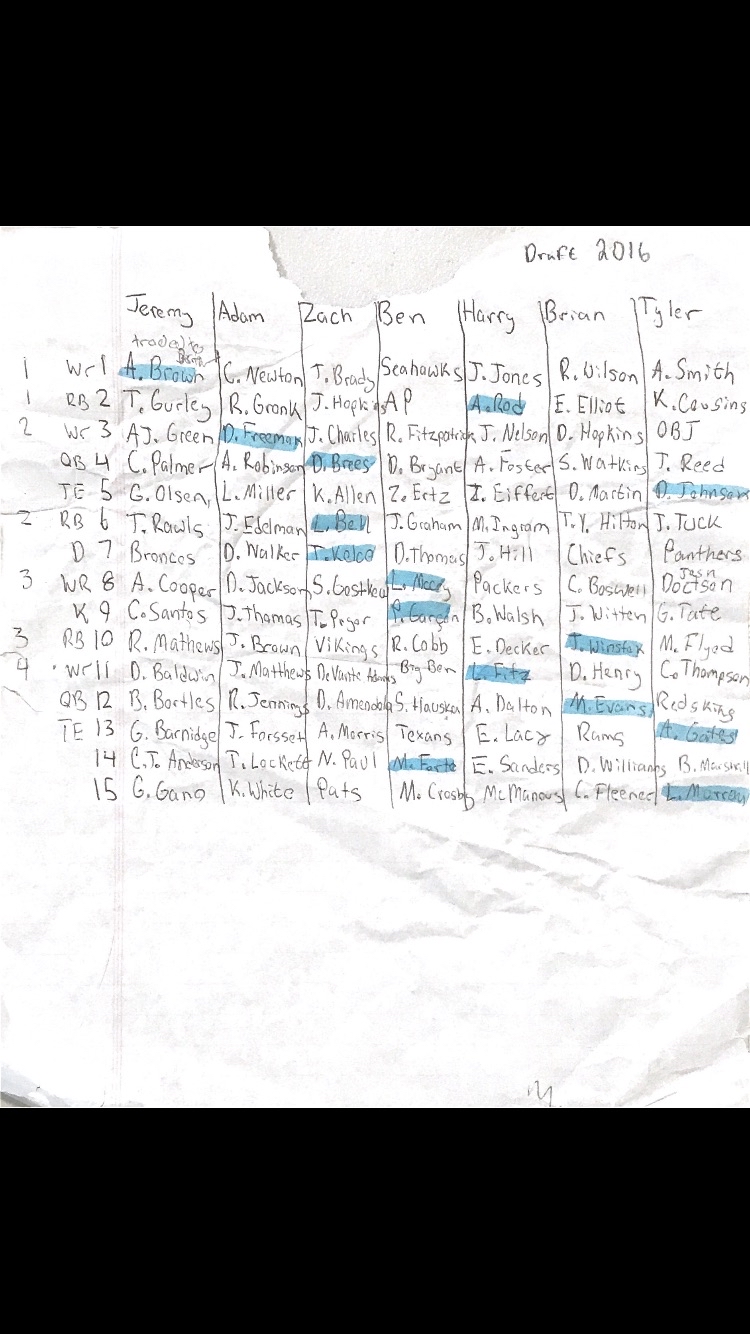 Draft 2016
Jeremy Adam Zach Ben Harry Brian Tyler
traded to
1 Wr 1 A. Brown C. Newton T. Brady Seahawks J. Jones R. Wilson A. Smith
1 RB 2 T. Gurley R. Gronk J. Hopkins AP A. Rod E. Elliot K. Cousins
2 Wr 3 AJ. Green D. Freeman J. Charles R. Fitzpatrick J. Nelson D. Hopkins OBJ
QB 4 C. Palmer A. Robinson D. Brees D. Bryant A. Foster S. Watkins J. Reed
TE 5 G. Olsen, L. Miller K. Allen Z. Ertz T. Eiffert D. Martin D. Johnson
2 RB 6 T. Rawls J. Edelman L. Bell J. Graham M. Ingram T.Y. Hilton J. TUCK
D 7 Broncos D. Walker T. Kelce D. Thomas J. Hill Chiefs Panthers
3 WR 8 A. Cooper D. Jackson S. Gostkow L. McCoy Packers C. Boswell Josh Doctson
K 9 C. Santos J. Thomas T. Pryor P. Garçon B. Walsh J. Witten G. Tate
3 RB 10 R. Mathews J. Brown Vikings R. Cobb E. Decker J. Winston M. Floyd
4 Wr 11 D. Baldwin J. Matthews DeVante Adams Big Ben L. Fitz D. Henry C. Thompson
QB 12 B. Bortles R. Jennings D. Amendola S. Hauska A. Dalton M. Evans Redskins
TE 13 G. Barnidge J. Forsset A. Morris Texans E. Lacy Rams A. Gates
14 C.J. Anderson T. Lockett N. Paul M. Forte E. Sanders D. Williams B. Marshall
15 G. Gano K. White Pats M. Crosby McManous C. Fleener